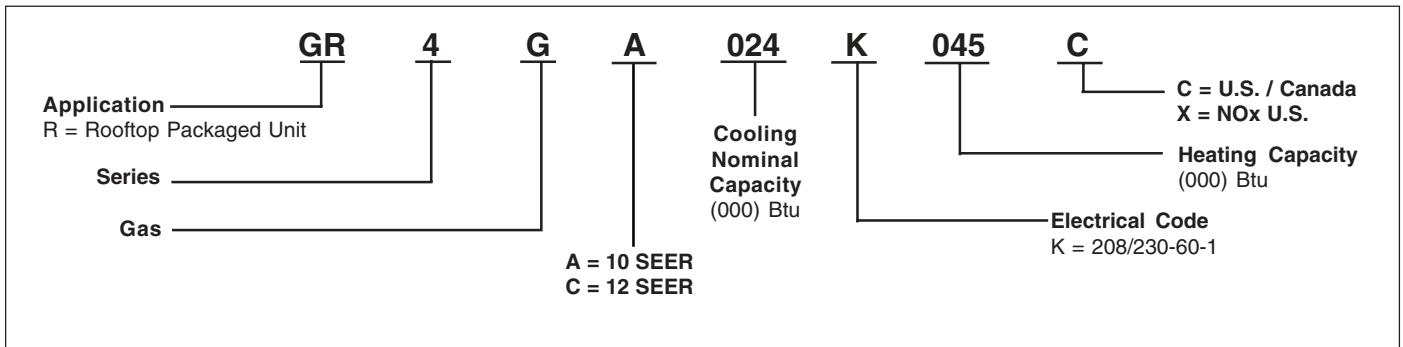 GR 4 G A 024 K 045 C
Application
R = Rooftop Packaged Unit
Series
Gas
A = 10 SEER
C = 12 SEER
Cooling
Nominal
Capacity
(000) Btu
Electrical Code
K = 208/230-60-1
Heating Capacity
(000) Btu
C = U.S. / Canada
X = NOx U.S.